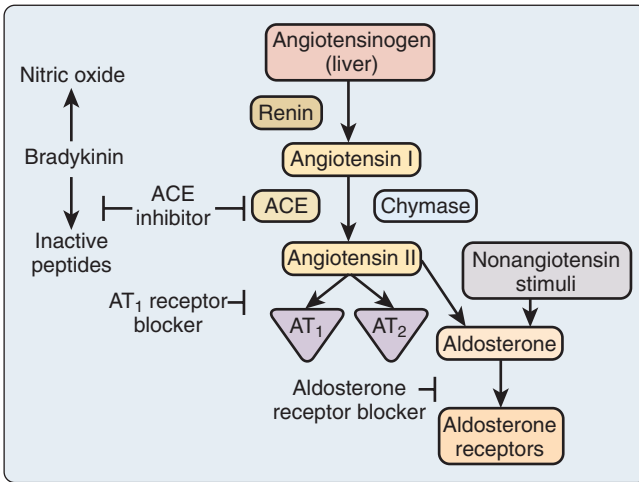 Angiotensinogen
(liver)
Nitric oxide
Renin
Bradykinin
Angiotensin I
ACE
inhibitor
ACE
Chymase
Inactive
peptides
Angiotensin II
Nonangiotensin
stimuli
AT1 receptor
blocker
AT1
AT2
Aldosterone
Aldosterone
receptor blocker
Aldosterone
receptors